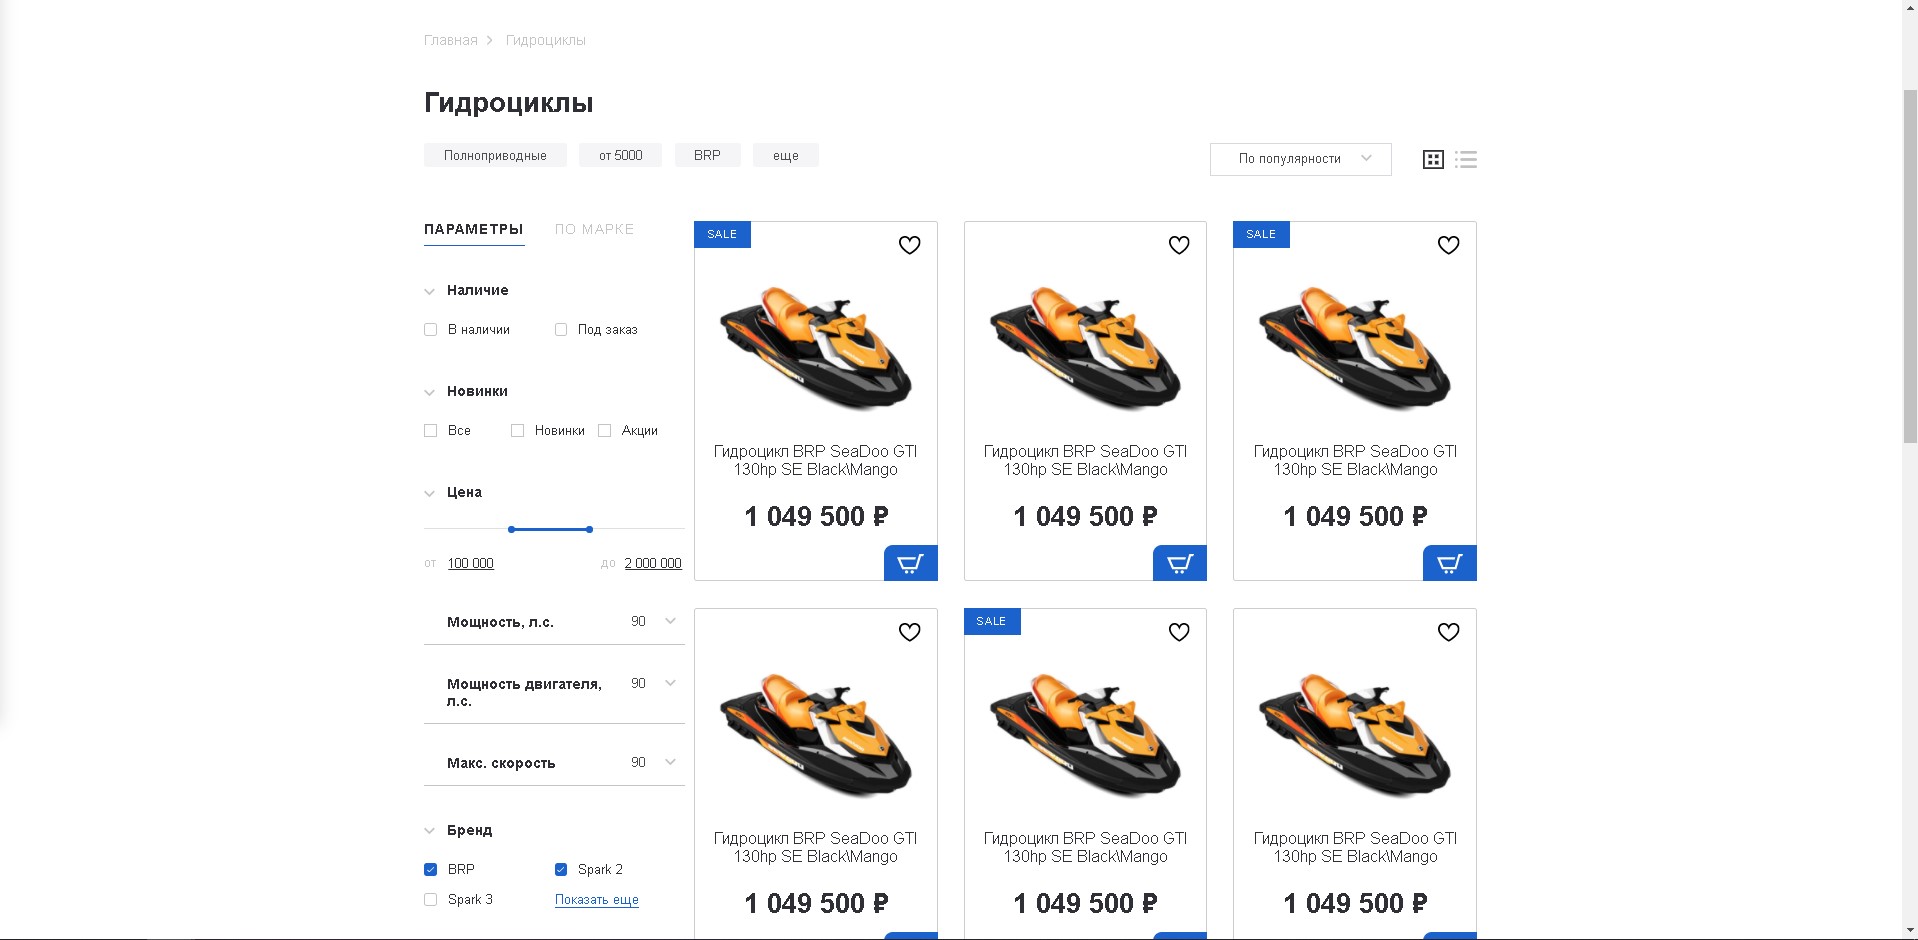 Главная Гидроциклы
Гидроциклы
Полноприводные от 5000 BRP еще
По популярности
ПАРАМЕТРЫ ПО МАРКЕ
Наличие
В наличии Под заказ
Новинки
Все Новинки Акции
Цена
от 100 000 до 2 000 000
Мощность, л.с. 90
Мощность двигателя, 90
л.с.
Макс. скорость 90
Бренд
BRP Spark 2
Spark 3 Показать еще
SALE
Гидроцикл BRP SeaDoo GTI
130hp SE Black\Mango
1 049 500 ₽
Гидроцикл BRP SeaDoo GTI
130hp SE Black\Mango
1 049 500 ₽
SALE
Гидроцикл BRP SeaDoo GTI
130hp SE Black\Mango
1 049 500 ₽
Гидроцикл BRP SeaDoo GTI
130hp SE Black\Mango
1 049 500 ₽
SALE
Гидроцикл BRP SeaDoo GTI
130hp SE Black\Mango
1 049 500 ₽
Гидроцикл BRP SeaDoo GTI
130hp SE Black\Mango
1 049 500 ₽